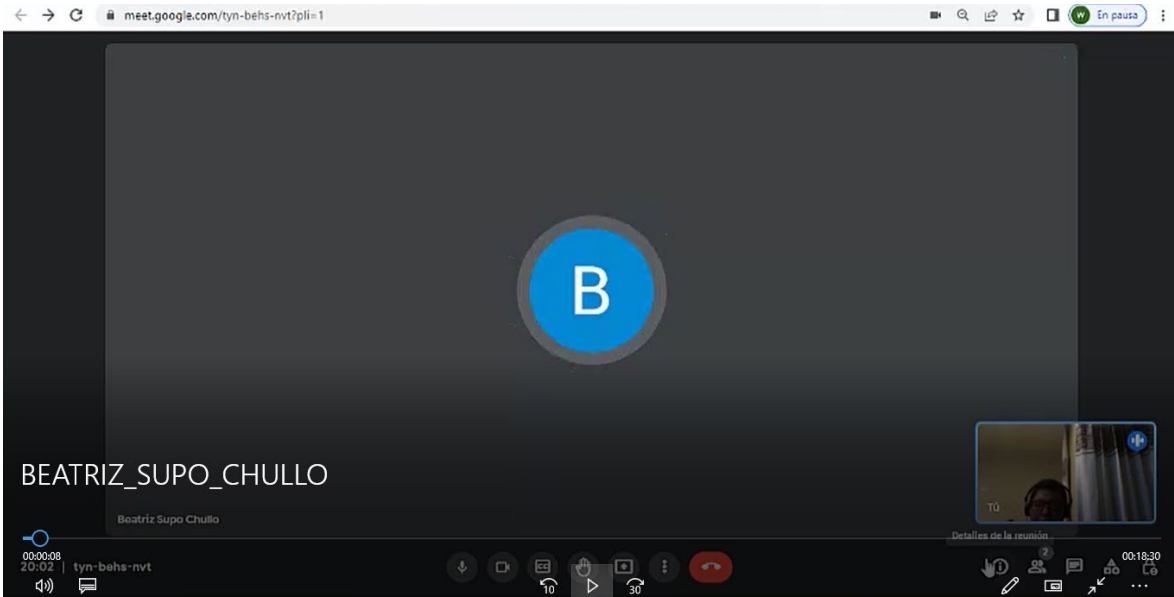 meet.google.com/tyn-behs-nvt?pli=1
W
En pausa
B
BEATRIZ_SUPO_CHULLO
Beatriz Supo Chullo
Tú
Detalles de la reunión
00:00:08
2
00:18:30
20:02 | tyn-behs-nvt
CC
10
30